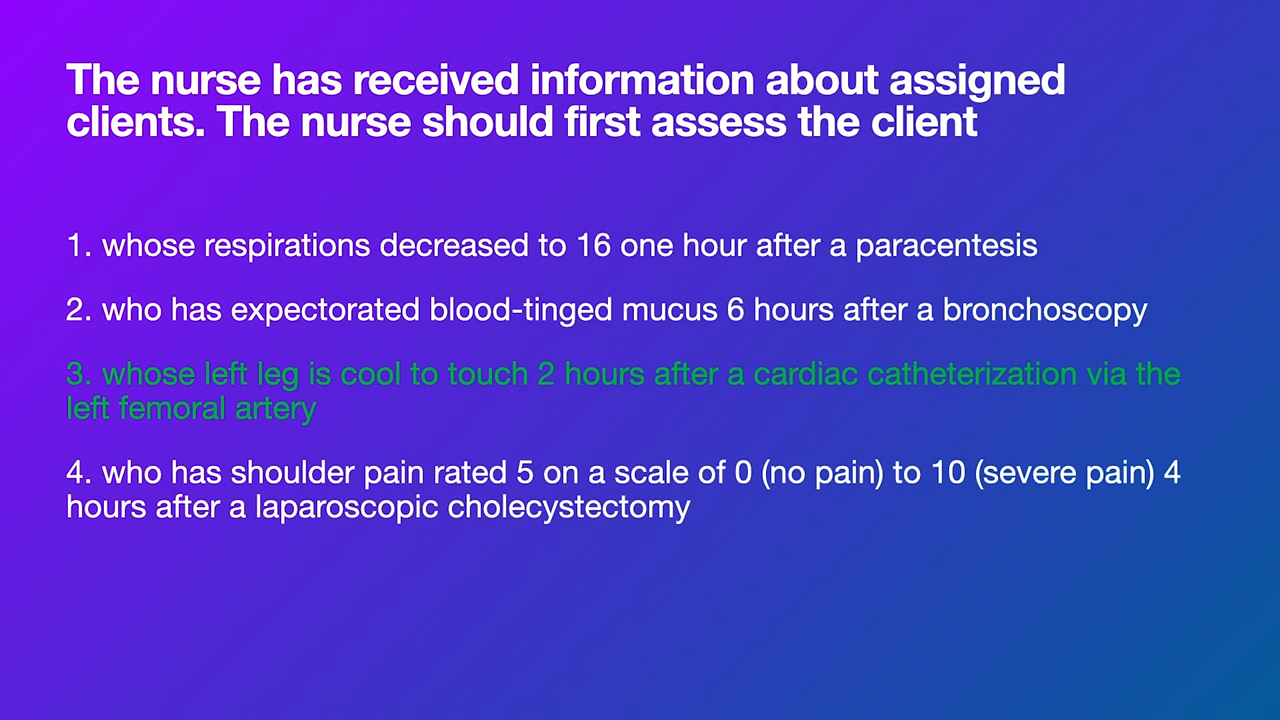 The nurse has received information about assigned
clients. The nurse should first assess the client
1. whose respirations decreased to 16 one hour after a paracentesis
2. who has expectorated blood-tinged mucus 6 hours after a bronchoscopy
3. whose left leg is cool to touch 2 hours after a cardiac catheterization via the
left femoral artery
4. who has shoulder pain rated 5 on a scale of 0 (no pain) to 10 (severe pain) 4
hours after a laparoscopic cholecystectomy